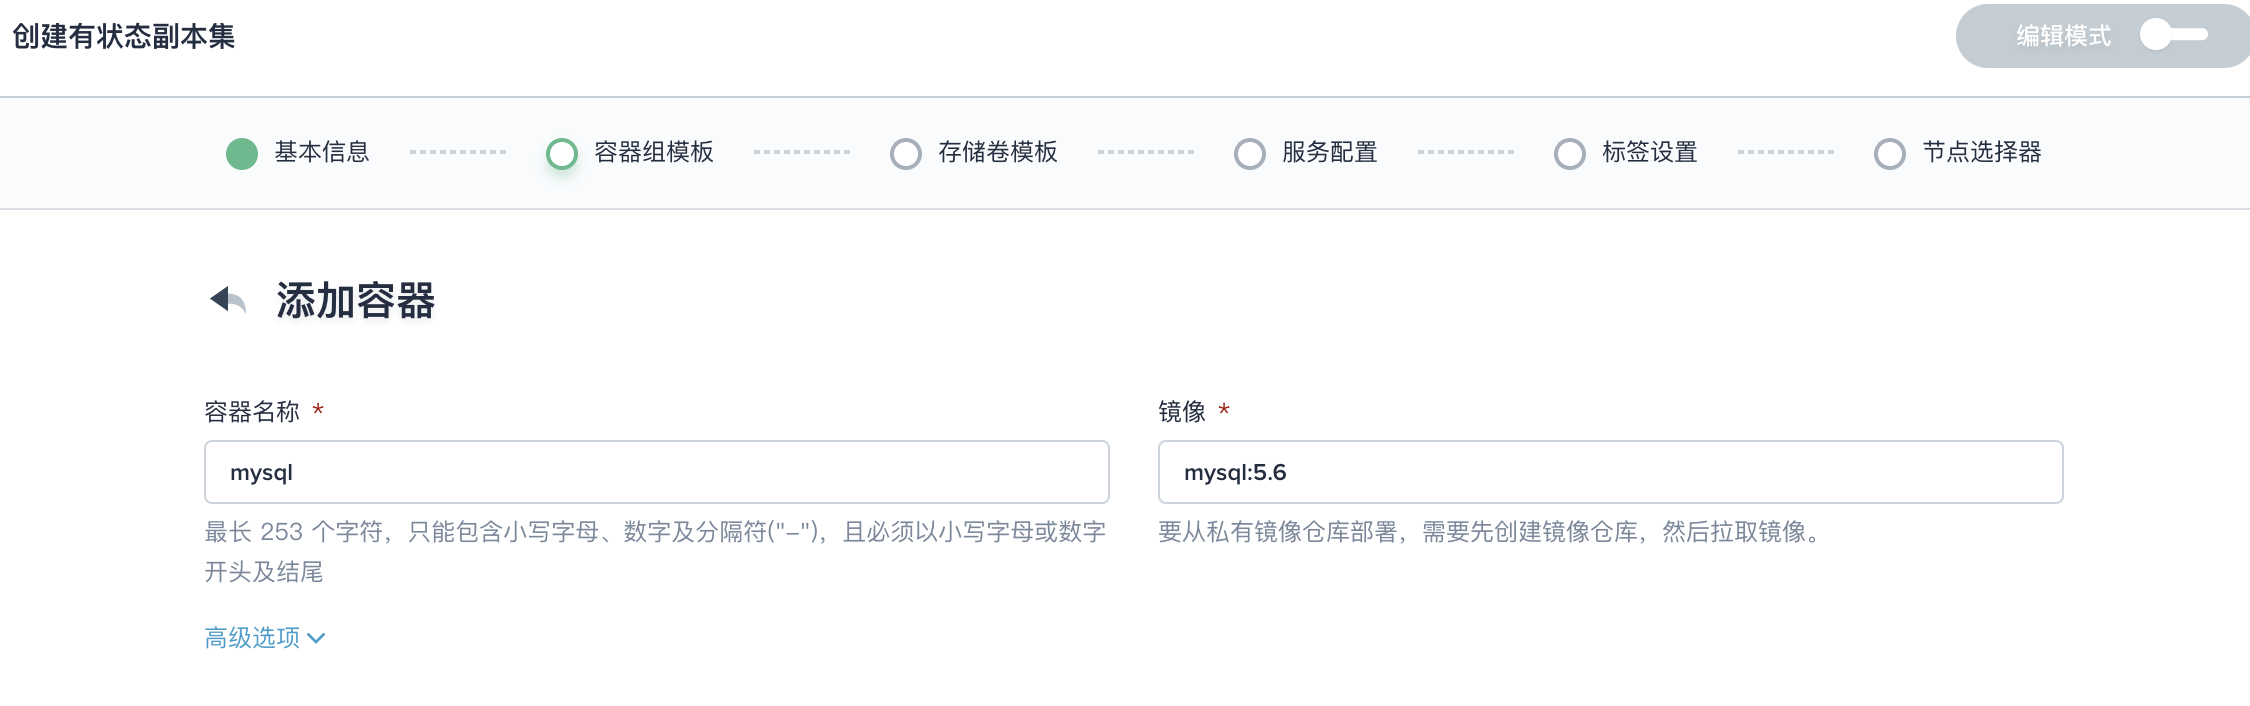 创建有状态副本集
编辑模式
基本信息
容器组模板
存储卷模板
服务配置
标签设置
节点选择器
添加容器
容器名称 *
mysql
最长 253 个字符，只能包含小写字母、数字及分隔符("-")，且必须以小写字母或数字
开头及结尾
镜像 *
mysql:5.6
要从私有镜像仓库部署，需要先创建镜像仓库，然后拉取镜像。
高级选项